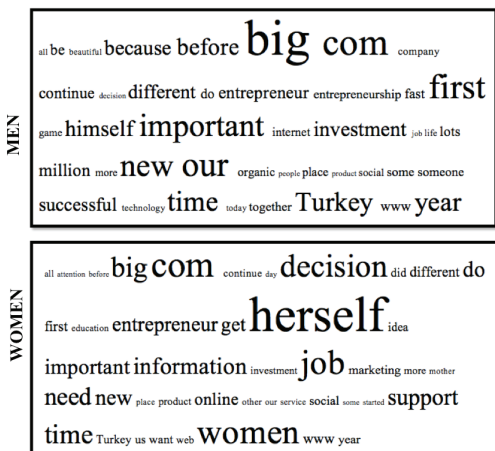 MEN
all be beautiful because before big com company
continue decision different do entrepreneur entrepreneurship fast first
game himself important internet investment job life lots
million more new our organic people place product social some someone
successful technology time today together Turkey www year
WOMEN
all attention before big com continue day decision did different do
first education entrepreneur get herself idea
important information investment job marketing more mother
need new place product online other our service social some started support
time Turkey us want web women www year